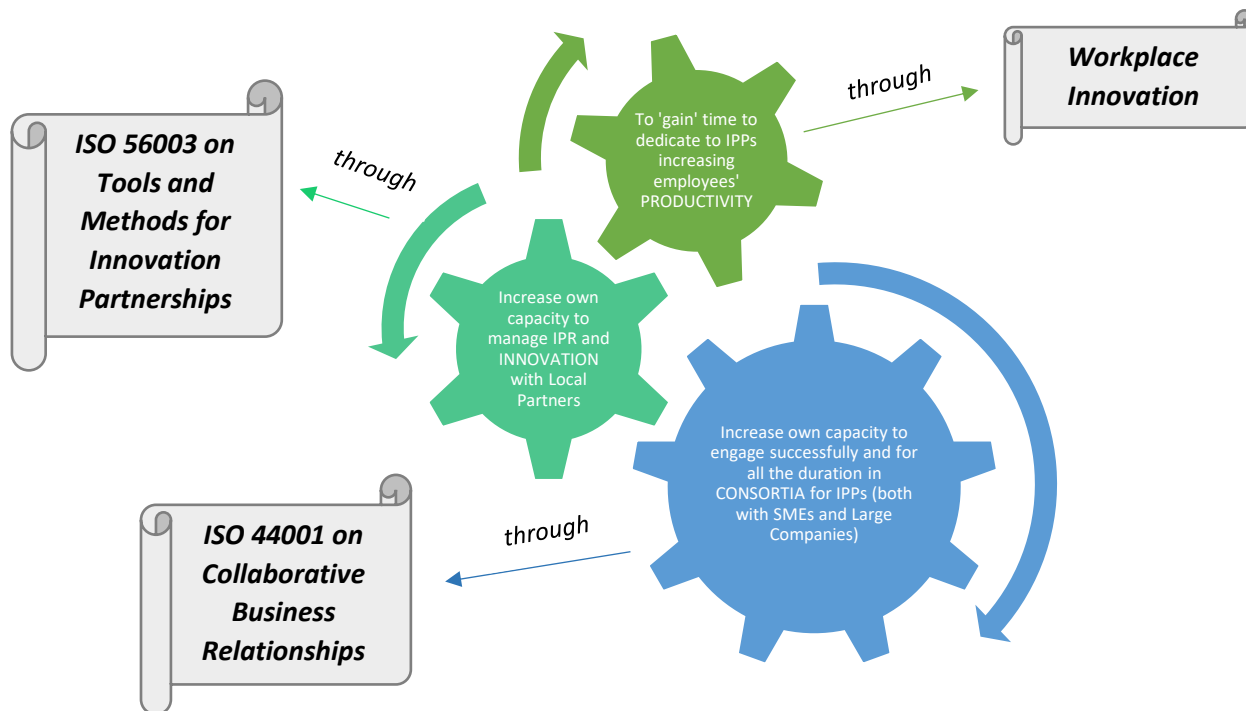 Workplace
Innovation
through
To 'gain' time to
dedicate to IPPs
increasing
employees'
PRODUCTIVITY
ISO 56003 on
Tools and
Methods for
Innovation
Partnerships
through
Increase own
capacity to
manage IPR and
INNOVATION
with Local
Partners
Increase own capacity to
engage successfully and for
all the duration in
CONSORTIA for IPPs (both
with SMEs and Large
Companies)
through
ISO 44001 on
Collaborative
Business
Relationships